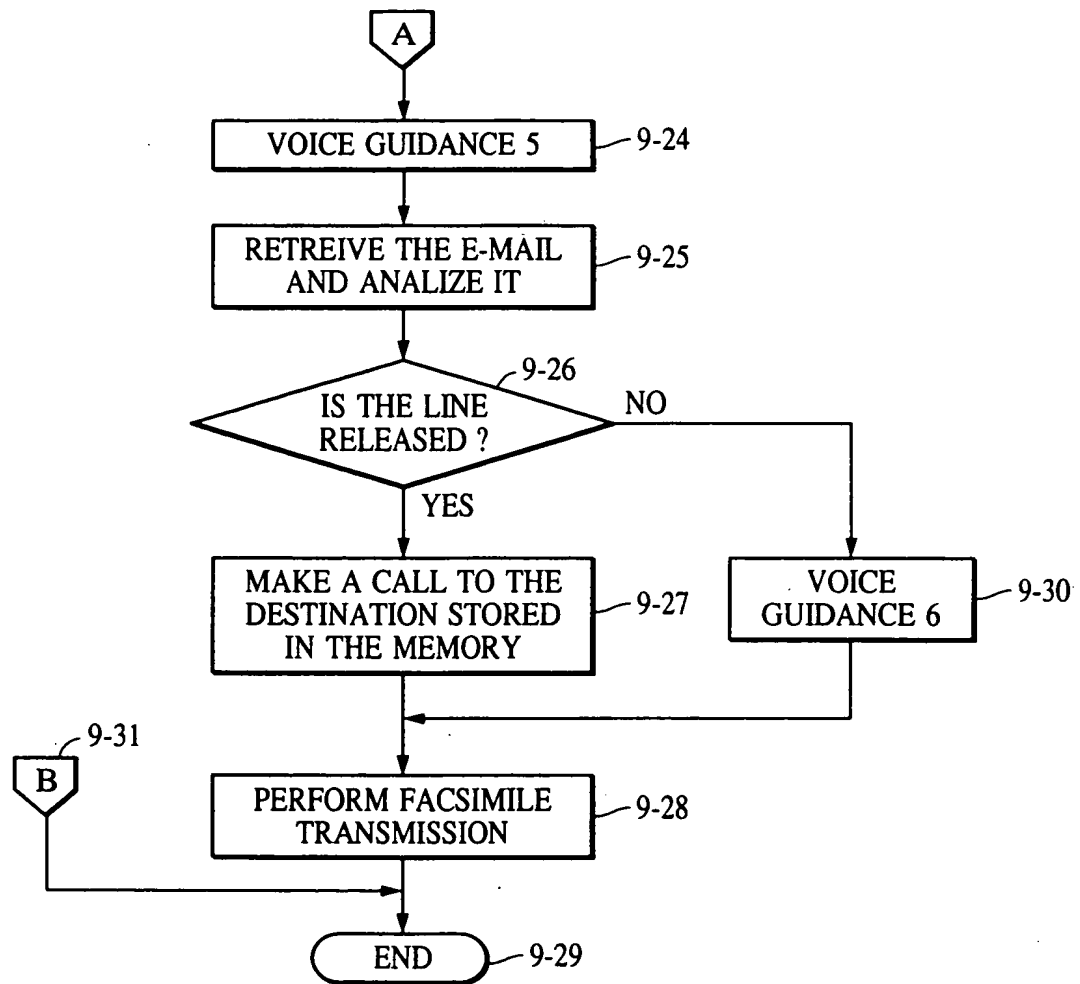 A
VOICE GUIDANCE 5
9-24
RETREIVE THE E-MAIL
AND ANALIZE IT
9-25
9-26
IS THE LINE
RELEASED ?
NO
YES
MAKE A CALL TO THE
DESTINATION STORED
IN THE MEMORY
9-27
VOICE
GUIDANCE 6
9-30
9-31
B
PERFORM FACSIMILE
TRANSMISSION
9-28
END
9-29